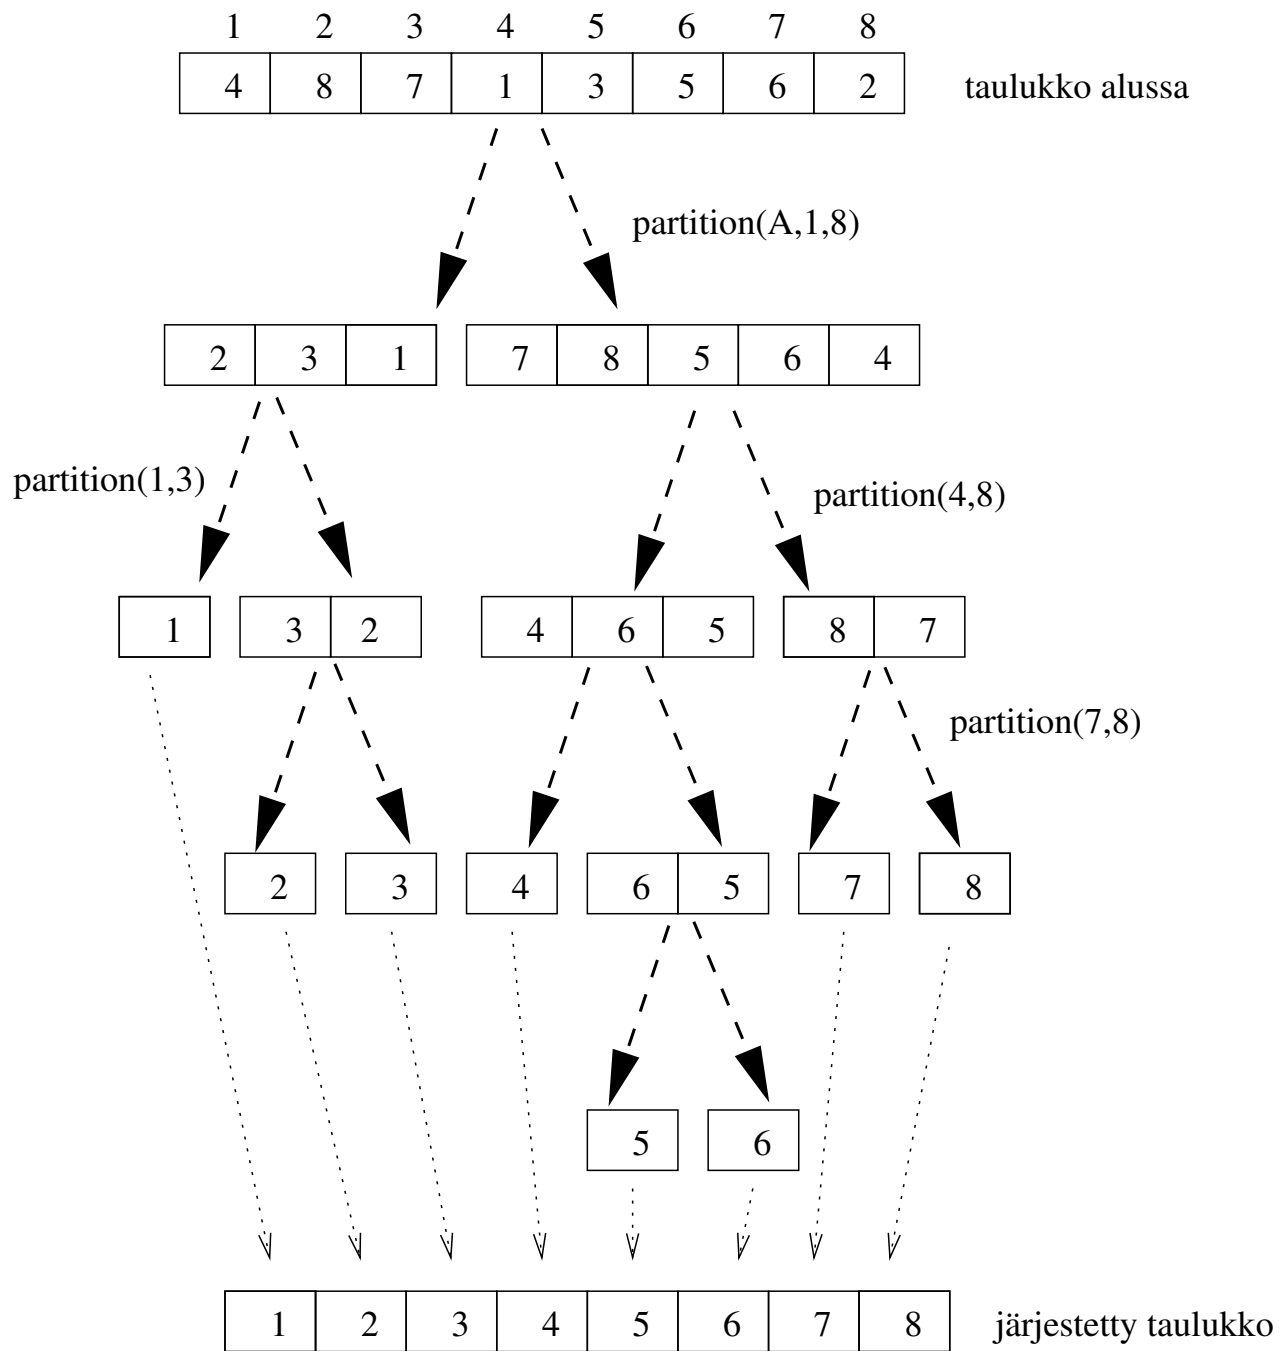 1 2 3 4 5 6 7 8
4 8 7 1 3 5 6 2 taulukko alussa
partition(A,1,8)
2 3 1 7 8 5 6 4
partition(1,3) partition(4,8)
1 3 2 4 6 5 8 7
partition(7,8)
2 3 4 6 5 7 8
5 6
1 2 3 4 5 6 7 8 järjestetty taulukko